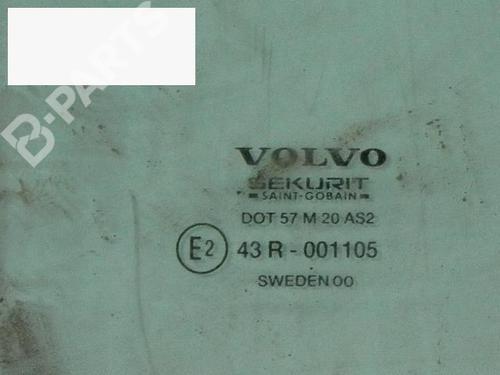 B-PARTS
VOLVO
SEKURIT
SAINT-GOBAIN
DOT 57 M 20 AS2
E2 43 R - 001105
SWEDEN 00